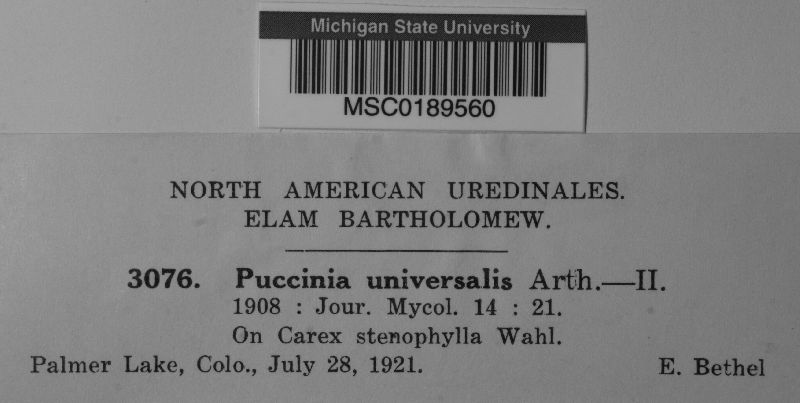 Michigan State University
MSC0189560
NORTH AMERICAN UREDINALES.
ELAM BARTHOLOMEW.
3076. Puccinia universalis Arth.—II.
1908 : Jour. Mycol. 14 : 21.
On Carex stenophylla Wahl.
Palmer Lake, Colo., July 28, 1921. E. Bethel